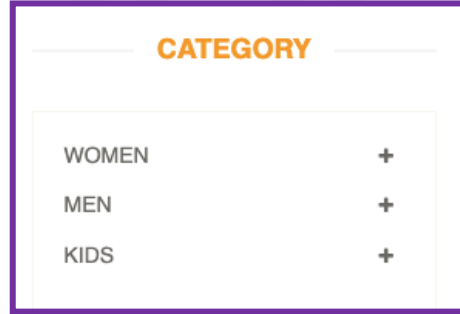 CATEGORY
WOMEN +
MEN +
KIDS +